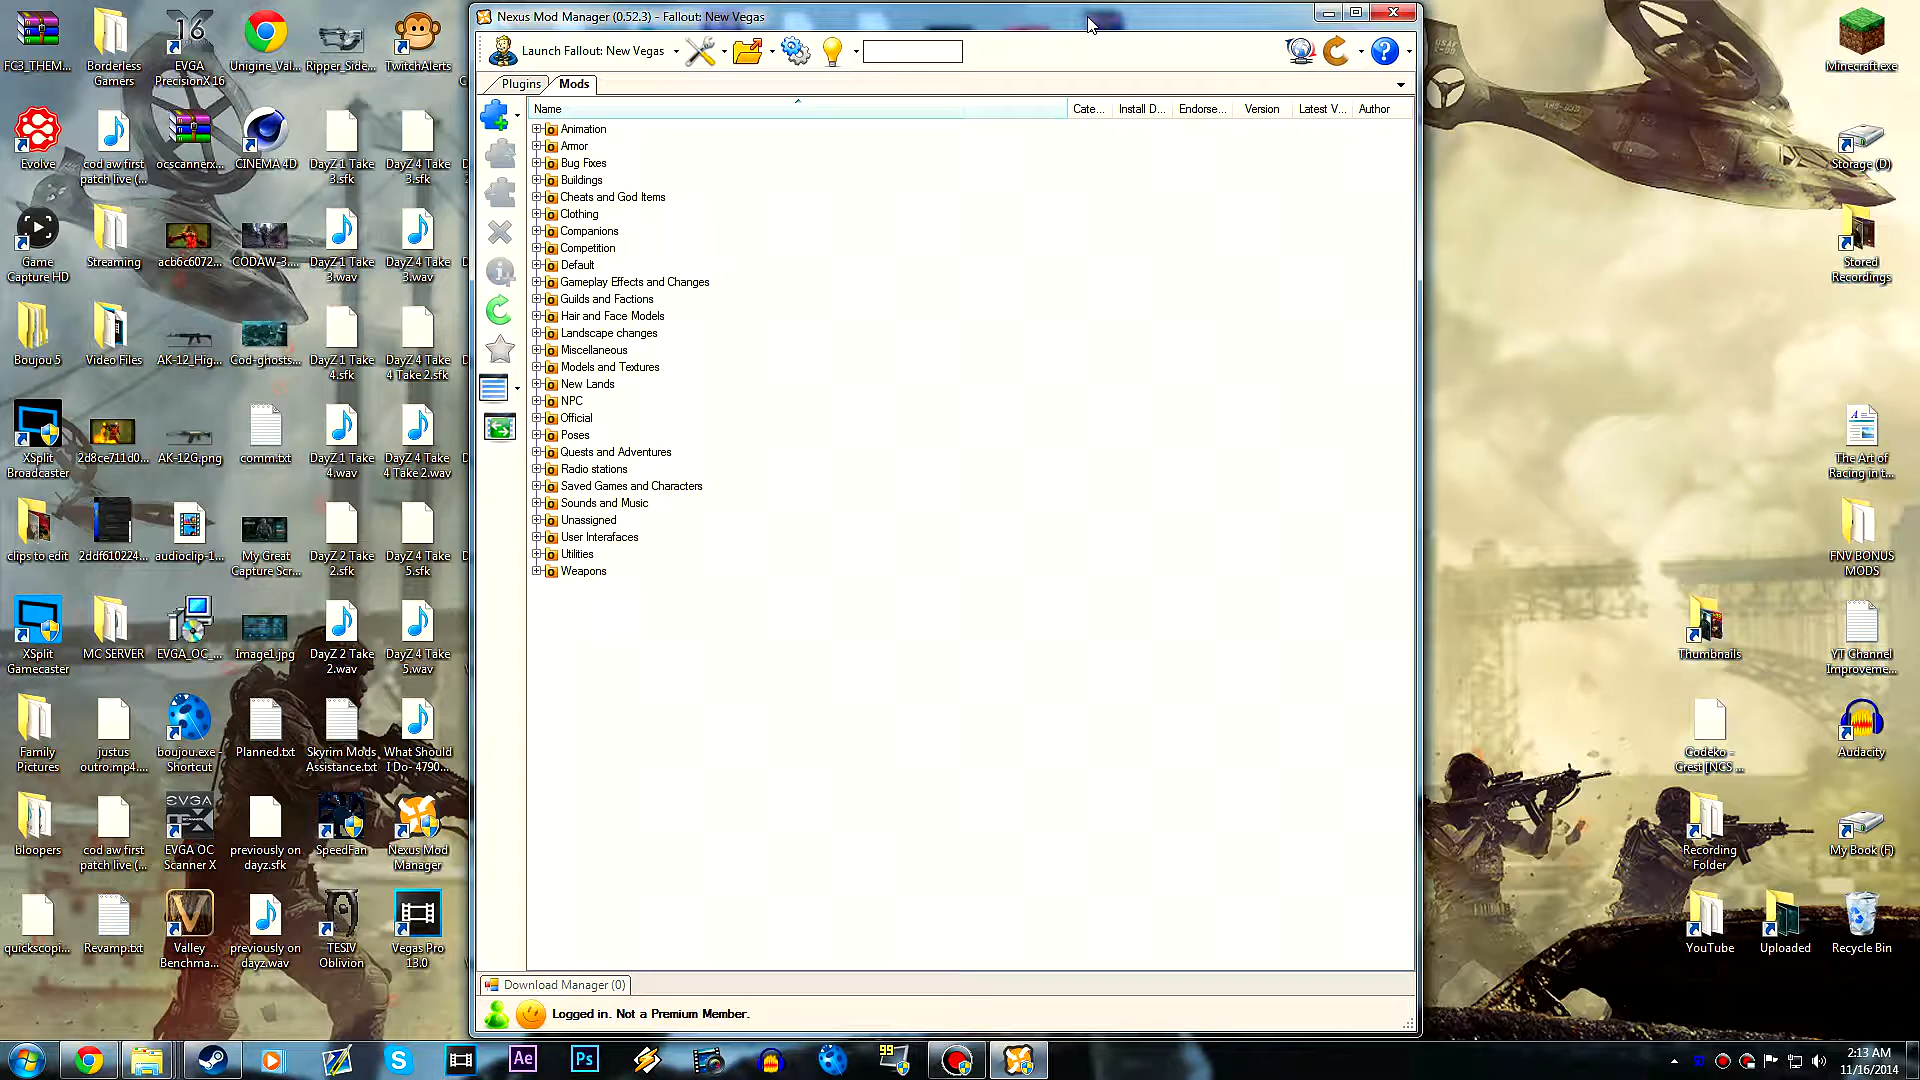 Nexus Mod Manager (0.52.3) - Fallout: New Vegas
Launch Fallout: New Vegas
Plugins
Mods
Name
Cate...
Install D...
Endorse...
Version
Latest V...
Author
Animation
Armor
Bug Fixes
Buildings
Cheats and God Items
Clothing
Companions
Competition
Default
Gameplay Effects and Changes
Guilds and Factions
Hair and Face Models
Landscape changes
Miscellaneous
Models and Textures
New Lands
NPC
Official
Poses
Quests and Adventures
Radio stations
Saved Games and Characters
Sounds and Music
Unassigned
User Interafaces
Utilities
Weapons
Download Manager (0)
Logged in. Not a Premium Member.
FC3_THEM...
Borderless
Gamers
16
EVGA
PrecisionX 16
Unigine_Val...
Ripper_Side...
TwitchAlerts
Evolve
cod aw first
patch live (...
ocscannerx...
CINEMA 4D
DayZ 1 Take
3.sfk
DayZ 4 Take
3.sfk
Game
Capture HD
Streaming
acb6c6072...
CODAW-3....
DayZ 1 Take
3.wav
DayZ 4 Take
3.wav
Boujou 5
Video Files
AK-12_Hig...
Cod-ghosts...
DayZ 1 Take
4.sfk
DayZ 4 Take
4 Take 2.sfk
XSplit
Broadcaster
2d8ce711d0...
AK-12G.png
comm.txt
DayZ 1 Take
4.wav
DayZ 4 Take
4 Take 2.wav
clips to edit
2ddf610224...
audioclip-1...
My Great
Capture Scr...
DayZ 2 Take
2.sfk
DayZ 4 Take
5.sfk
XSplit
Gamecaster
MC SERVER
EVGA_OC_...
Image1.jpg
DayZ 2 Take
2.wav
DayZ 4 Take
5.wav
Family
Pictures
justus
outro.mp4....
boujou.exe -
Shortcut
Planned.txt
Skyrim Mods
Assistance.txt
What Should
I Do- 4790...
bloopers
cod aw first
patch live (...
EVGA
EVGA OC
Scanner X
previously on
dayz.sfk
SpeedFan
Nexus Mod
Manager
quickscopi...
Revamp.txt
Valley
Benchma...
previously on
dayz.wav
TESIV
Oblivion
Vegas Pro
13.0
Minecraft.exe
Storage (D)
Stored
Recordings
The Art of
Racing in t...
FNV BONUS
MODS
Thumbnails
YT Channel
Improveme...
Codeko -
Crest [NCS ...
Audacity
Recording
Folder
My Book (F)
YouTube
Uploaded
Recycle Bin
Ae
Ps
99
2:13 AM
11/16/2014